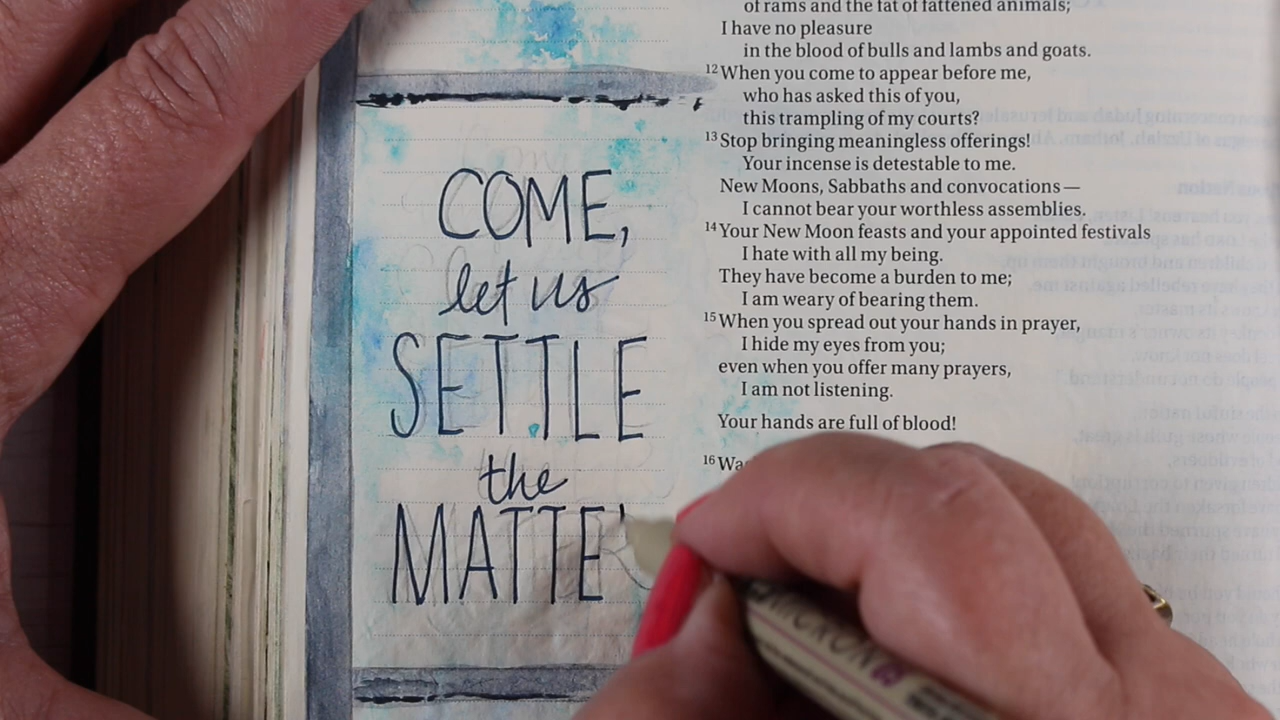 of rams and the fat of fattened animals;
I have no pleasure
in the blood of bulls and lambs and goats.
12 When you come to appear before me,
who has asked this of you,
this trampling of my courts?
13 Stop bringing meaningless offerings!
Your incense is detestable to me.
New Moons, Sabbaths and convocations—
I cannot bear your worthless assemblies.
14 Your New Moon feasts and your appointed festivals
I hate with all my being.
They have become a burden to me;
I am weary of bearing them.
15 When you spread out your hands in prayer,
I hide my eyes from you;
even when you offer many prayers,
I am not listening.
Your hands are full of blood!
16
COME,
let us
SETTLE
the
MATTE
MICRON